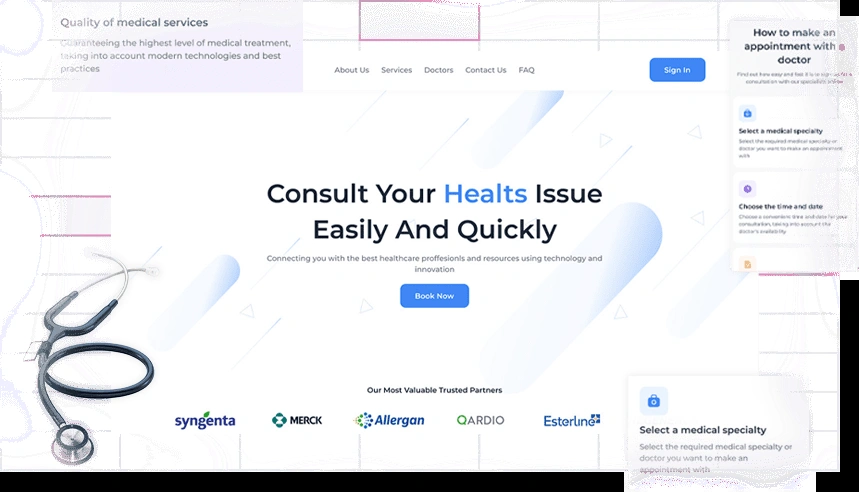 Quality of medical services
Guaranteeing the highest level of medical treatment,
taking into account modern technologies and best
practices
About Us Services Doctors Contact Us FAQ
Sign In
Consult Your Healts Issue
Easily And Quickly
Connecting you with the best healthcare proffesionls and resources using technology and
innovation
Book Now
Our Most Valuable Trusted Partners
syngenta MERCK Allergan QARDIO Esterline
How to make an
appointment with a
doctor
Find out how easy and fast it is to sign up for a
consultation with our specialists online
Select a medical specialty
Select the required medical specialty or
doctor you want to make an appointment
with
Choose the time and date
Choose a convenient time and date for your
consultation, taking into account the
doctor's availability
Select a medical specialty
Select the required medical specialty or
doctor you want to make an
appointment with